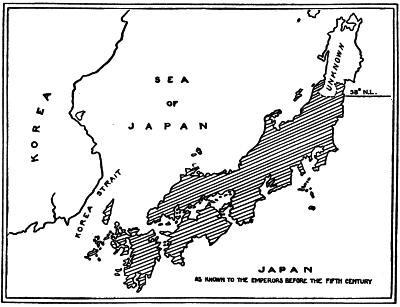 SEA
OF
JAPAN
KOREA
KOREA STRAIT
UNKNOWN
38° N.L.
JAPAN
AS KNOWN TO THE EMPERORS BEFORE THE FIFTH CENTURY